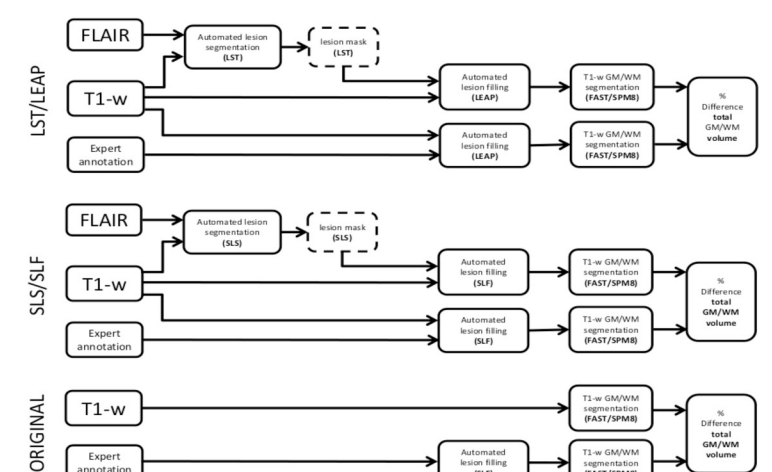 LST/LEAP
FLAIR
Automated lesion
segmentation
(LST)
lesion mask
(LST)
T1-w
Automated
lesion filling
(LEAP)
T1-w GM/WM
segmentation
(FAST/SPM8)
%
Difference
total
GM/WM
volume
Expert
annotation
Automated
lesion filling
(LEAP)
T1-w GM/WM
segmentation
(FAST/SPM8)
SLS/SLF
FLAIR
Automated lesion
segmentation
(SLS)
lesion mask
(SLS)
T1-w
Automated
lesion filling
(SLF)
T1-w GM/WM
segmentation
(FAST/SPM8)
%
Difference
total
GM/WM
volume
Expert
annotation
Automated
lesion filling
(SLF)
T1-w GM/WM
segmentation
(FAST/SPM8)
ORIGINAL
T1-w
T1-w GM/WM
segmentation
(FAST/SPM8)
%
Difference
total
GM/WM
volume
Expert
annotation
Automated
lesion filling
T1-w GM/WM
segmentation